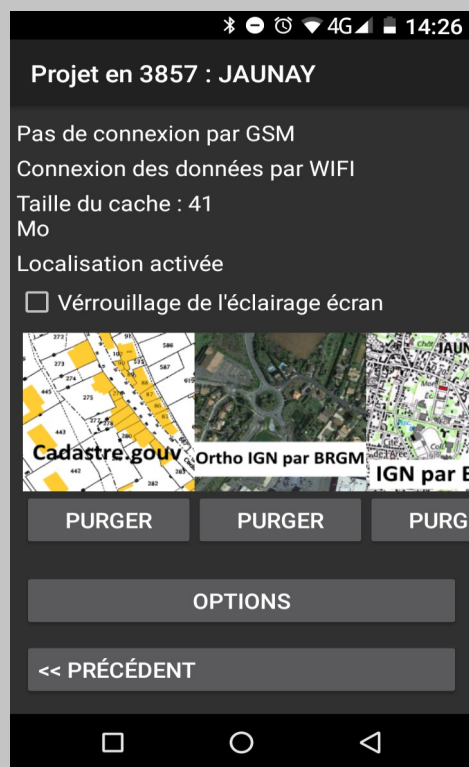 4G 14:26
Projet en 3857 : JAUNAY
Pas de connexion par GSM
Connexion des données par WIFI
Taille du cache : 41
Mo
Localisation activée
Vérrouillage de l'éclairage écran
Cadastre.gouv
Ortho IGN par BRGM
IGN par B
PURGER
PURGER
PURG
OPTIONS
<< PRÉCÉDENT